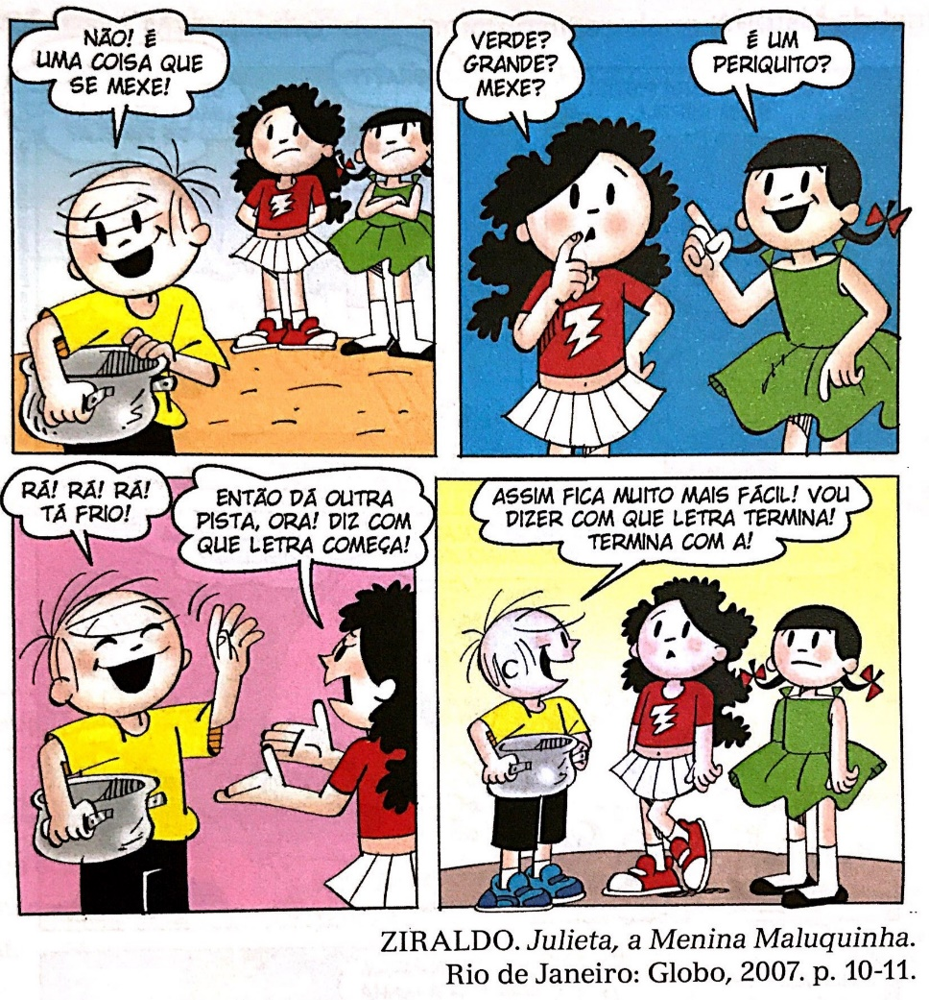 NÃO! É
UMA COISA QUE
SE MEXE!
VERDE?
GRANDE?
MEXE?
É UM
PERIQUITO?
RÁ! RÁ! RÁ!
TÁ FRIO!
ENTÃO DÁ OUTRA
PISTA, ORA! DIZ COM
QUE LETRA COMEÇA!
ASSIM FICA MUITO MAIS FÁCIL! VOU
DIZER COM QUE LETRA TERMINA!
TERMINA COM A!
ZIRALDO. Julieta, a Menina Maluquinha.
Rio de Janeiro: Globo, 2007. p. 10-11.